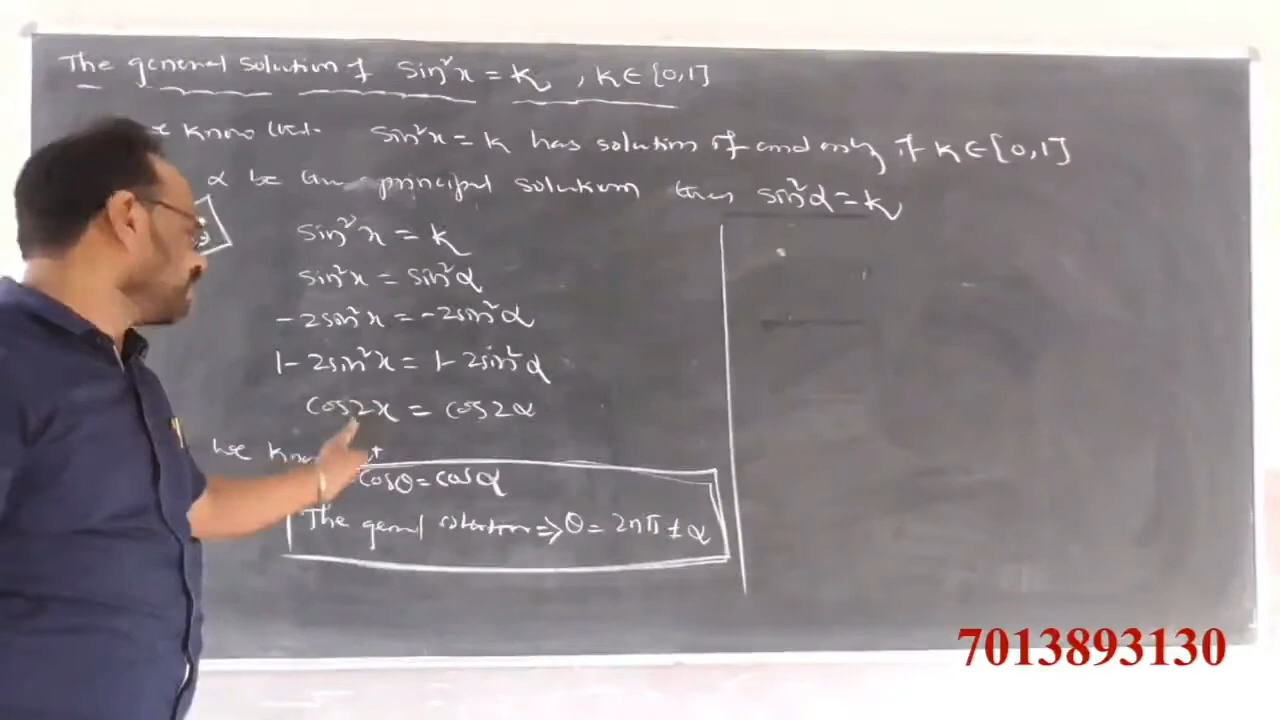 The general solution of sin²x = k, k ∈ [0,1]
know that sin²x = k has solution if and only if k ∈ [0,1]
α be the principal solution then sin²α = k
sin²x = k
sin²x = sin²α
-2sin²x = -2sin²α
1-2sin²x = 1-2sin²α
cos2x = cos2α
We know
cosθ = cosα
The genrl solution ⇒ θ = 2nπ ± α
7013893130